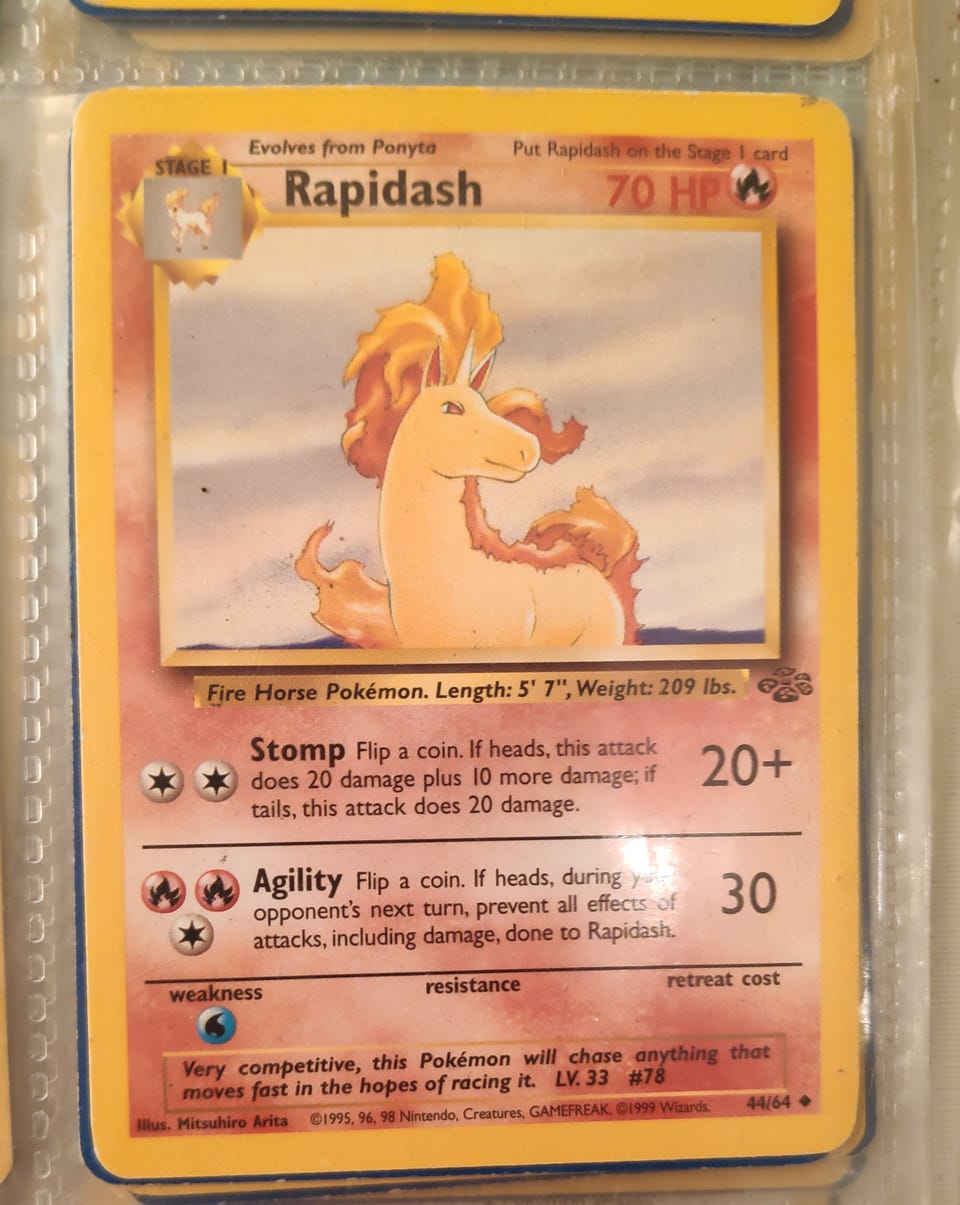 Evolves from Ponyta
Put Rapidash on the Stage 1 card
STAGE 1
Rapidash
70 HP
Fire Horse Pokémon. Length: 5' 7", Weight: 209 lbs.
Stomp Flip a coin. If heads, this attack
does 20 damage plus 10 more damage; if
tails, this attack does 20 damage.
20+
Agility Flip a coin. If heads, during
opponent's next turn, prevent all effects of
attacks, including damage, done to Rapidash.
30
weakness
resistance
retreat cost
Very competitive, this Pokémon will chase anything that
moves fast in the hopes of racing it. LV. 33 #78
Illus. Mitsuhiro Arita ©1995, 96, 98 Nintendo, Creatures, GAMEFREAK. ©1999 Wizards. 44/64